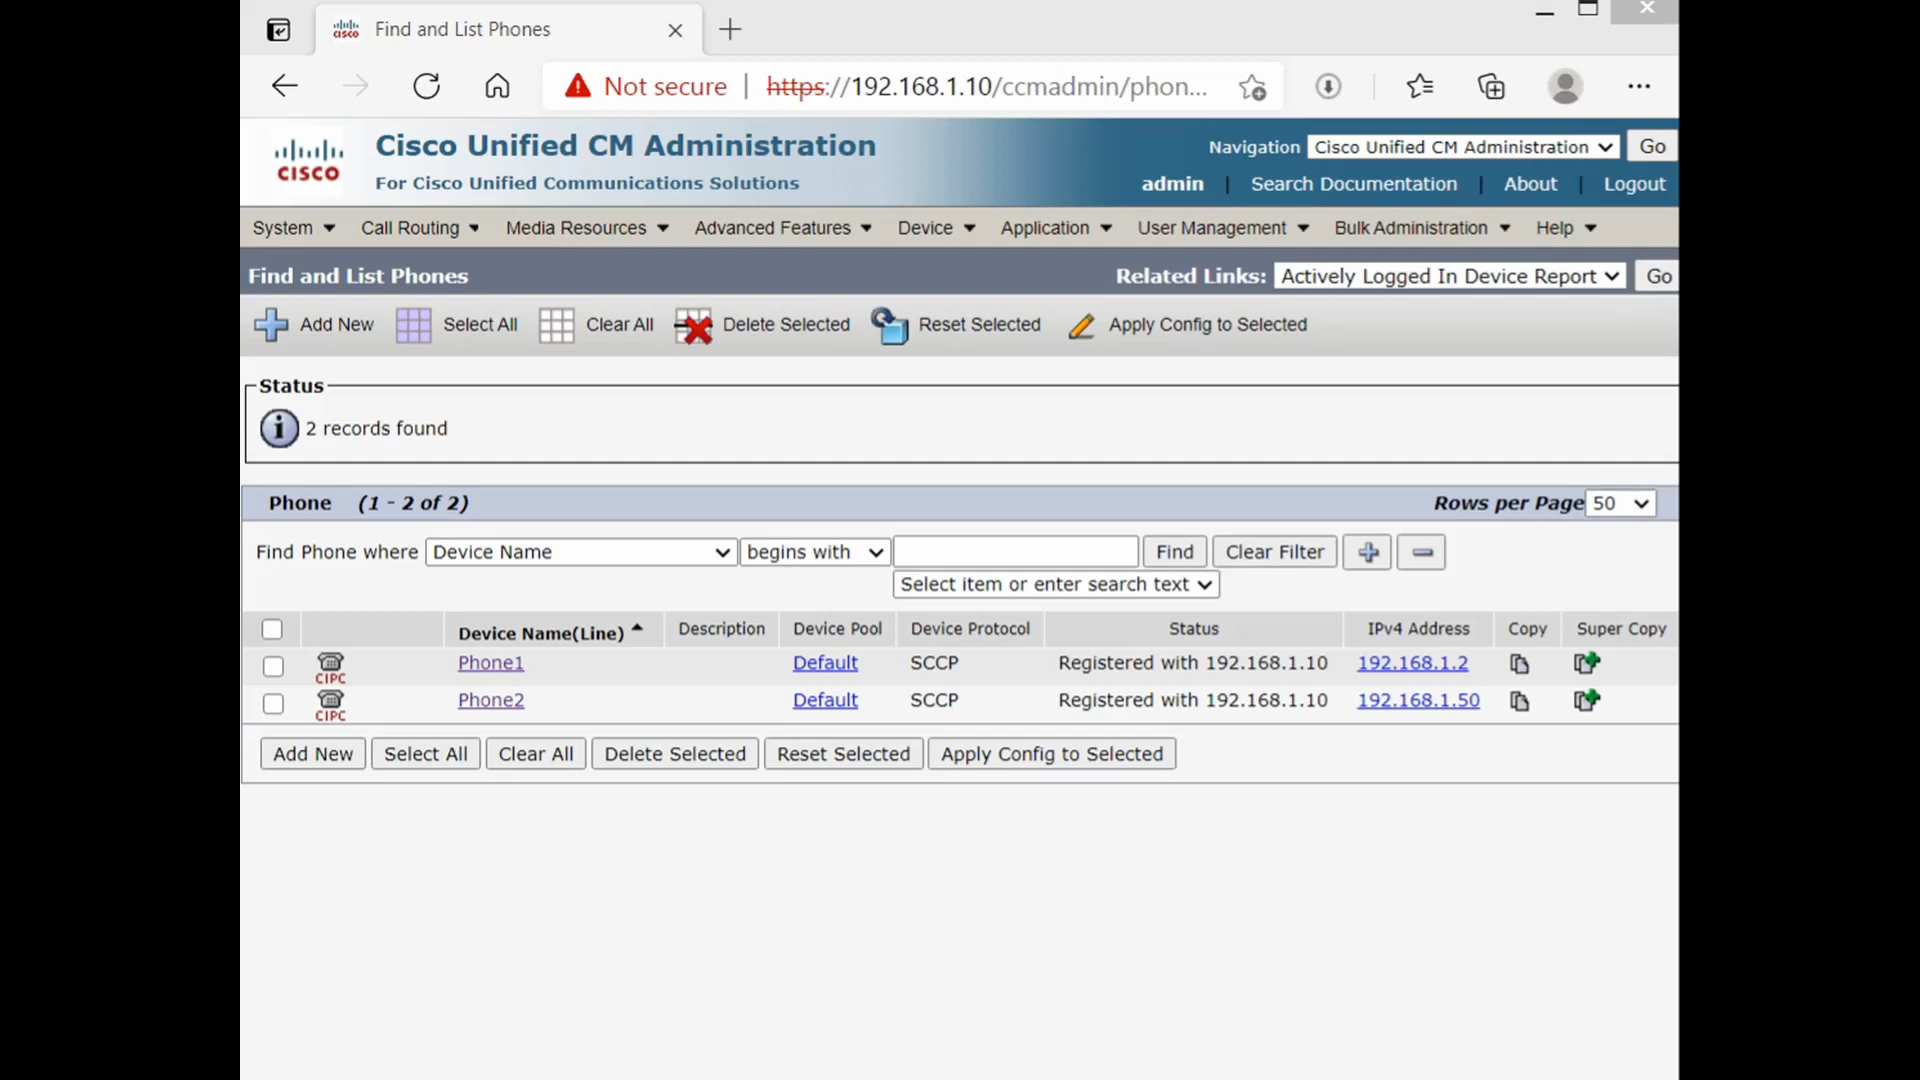 Find and List Phones
Not secure https://192.168.1.10/ccmadmin/phon...
CISCO
CISCO
Cisco Unified CM Administration
For Cisco Unified Communications Solutions
Navigation Cisco Unified CM Administration Go
admin | Search Documentation | About | Logout
System Call Routing Media Resources Advanced Features Device Application User Management Bulk Administration Help
Find and List Phones Related Links: Actively Logged In Device Report Go
Add New Select All Clear All Delete Selected Reset Selected Apply Config to Selected
Status
2 records found
Phone (1 - 2 of 2) Rows per Page 50
Find Phone where Device Name begins with Find Clear Filter
Select item or enter search text
Device Name(Line) Description Device Pool Device Protocol Status IPv4 Address Copy Super Copy
CIPC Phone1 Default SCCP Registered with 192.168.1.10 192.168.1.2
CIPC Phone2 Default SCCP Registered with 192.168.1.10 192.168.1.50
Add New Select All Clear All Delete Selected Reset Selected Apply Config to Selected